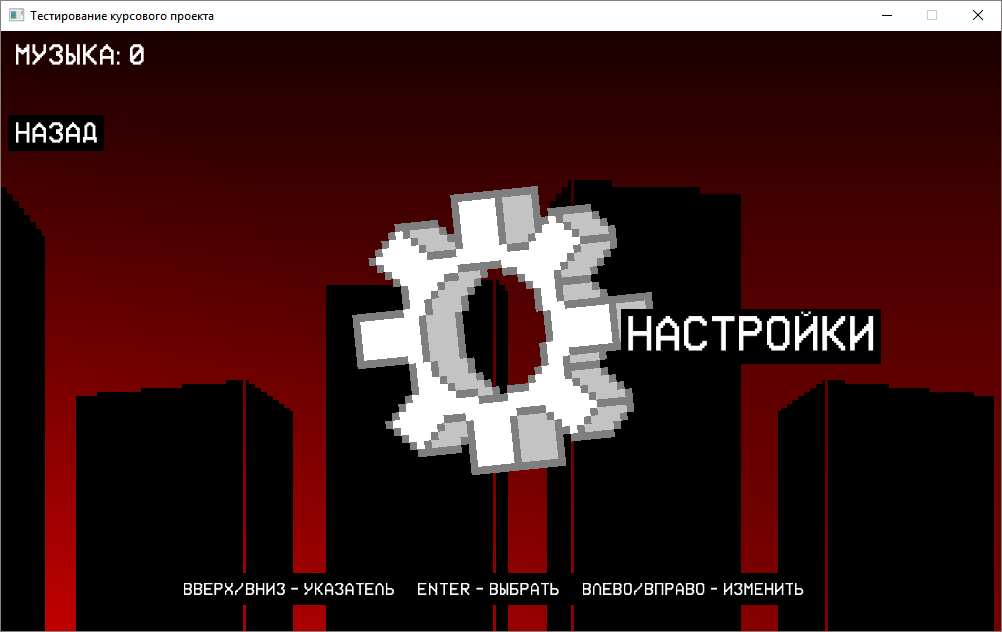 Тестирование курсового проекта
МУЗЫКА: 0
НАЗАД
НАСТРОЙКИ
ВВЕРХ/ВНИЗ - УКАЗАТЕЛЬ ENTER - ВЫБРАТЬ ВЛЕВО/ВПРАВО - ИЗМЕНИТЬ